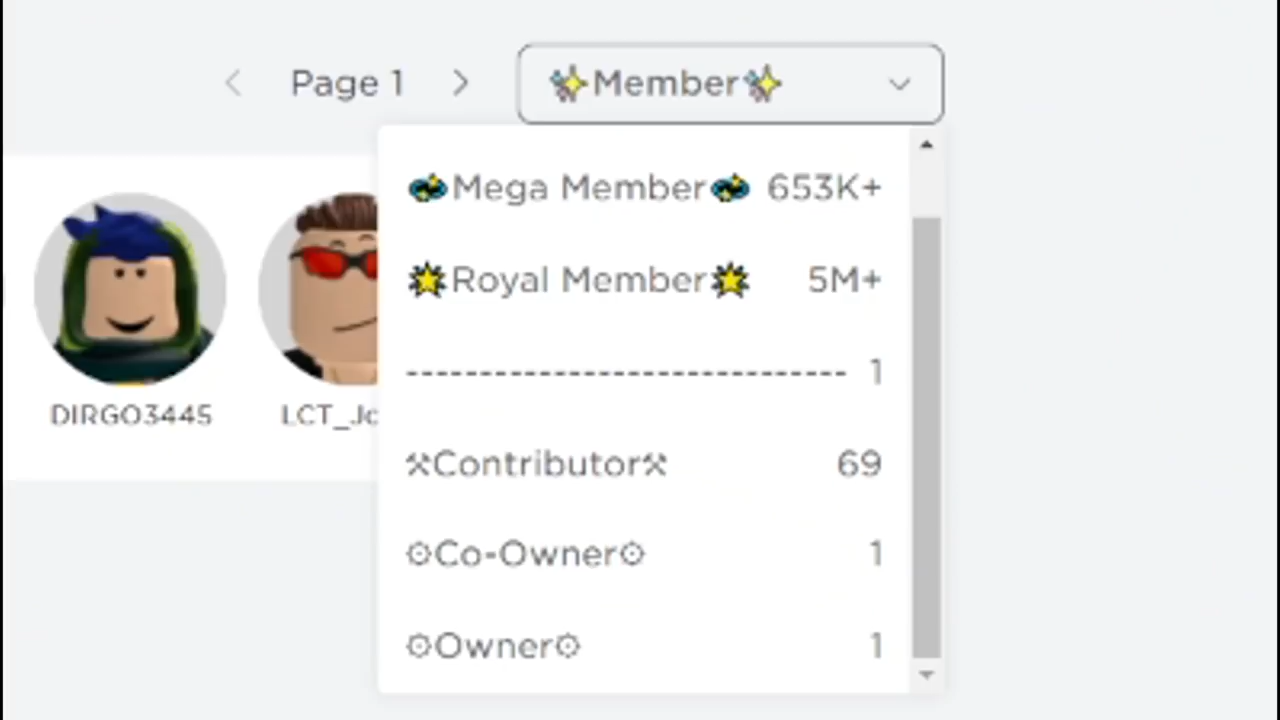 Page 1
✨Member✨
Mega Member 653K+
🌟Royal Member🌟 5M+
------------------------------ 1
⚒Contributor⚒ 69
⚙Co-Owner⚙ 1
⚙Owner⚙ 1
DIRGO3445